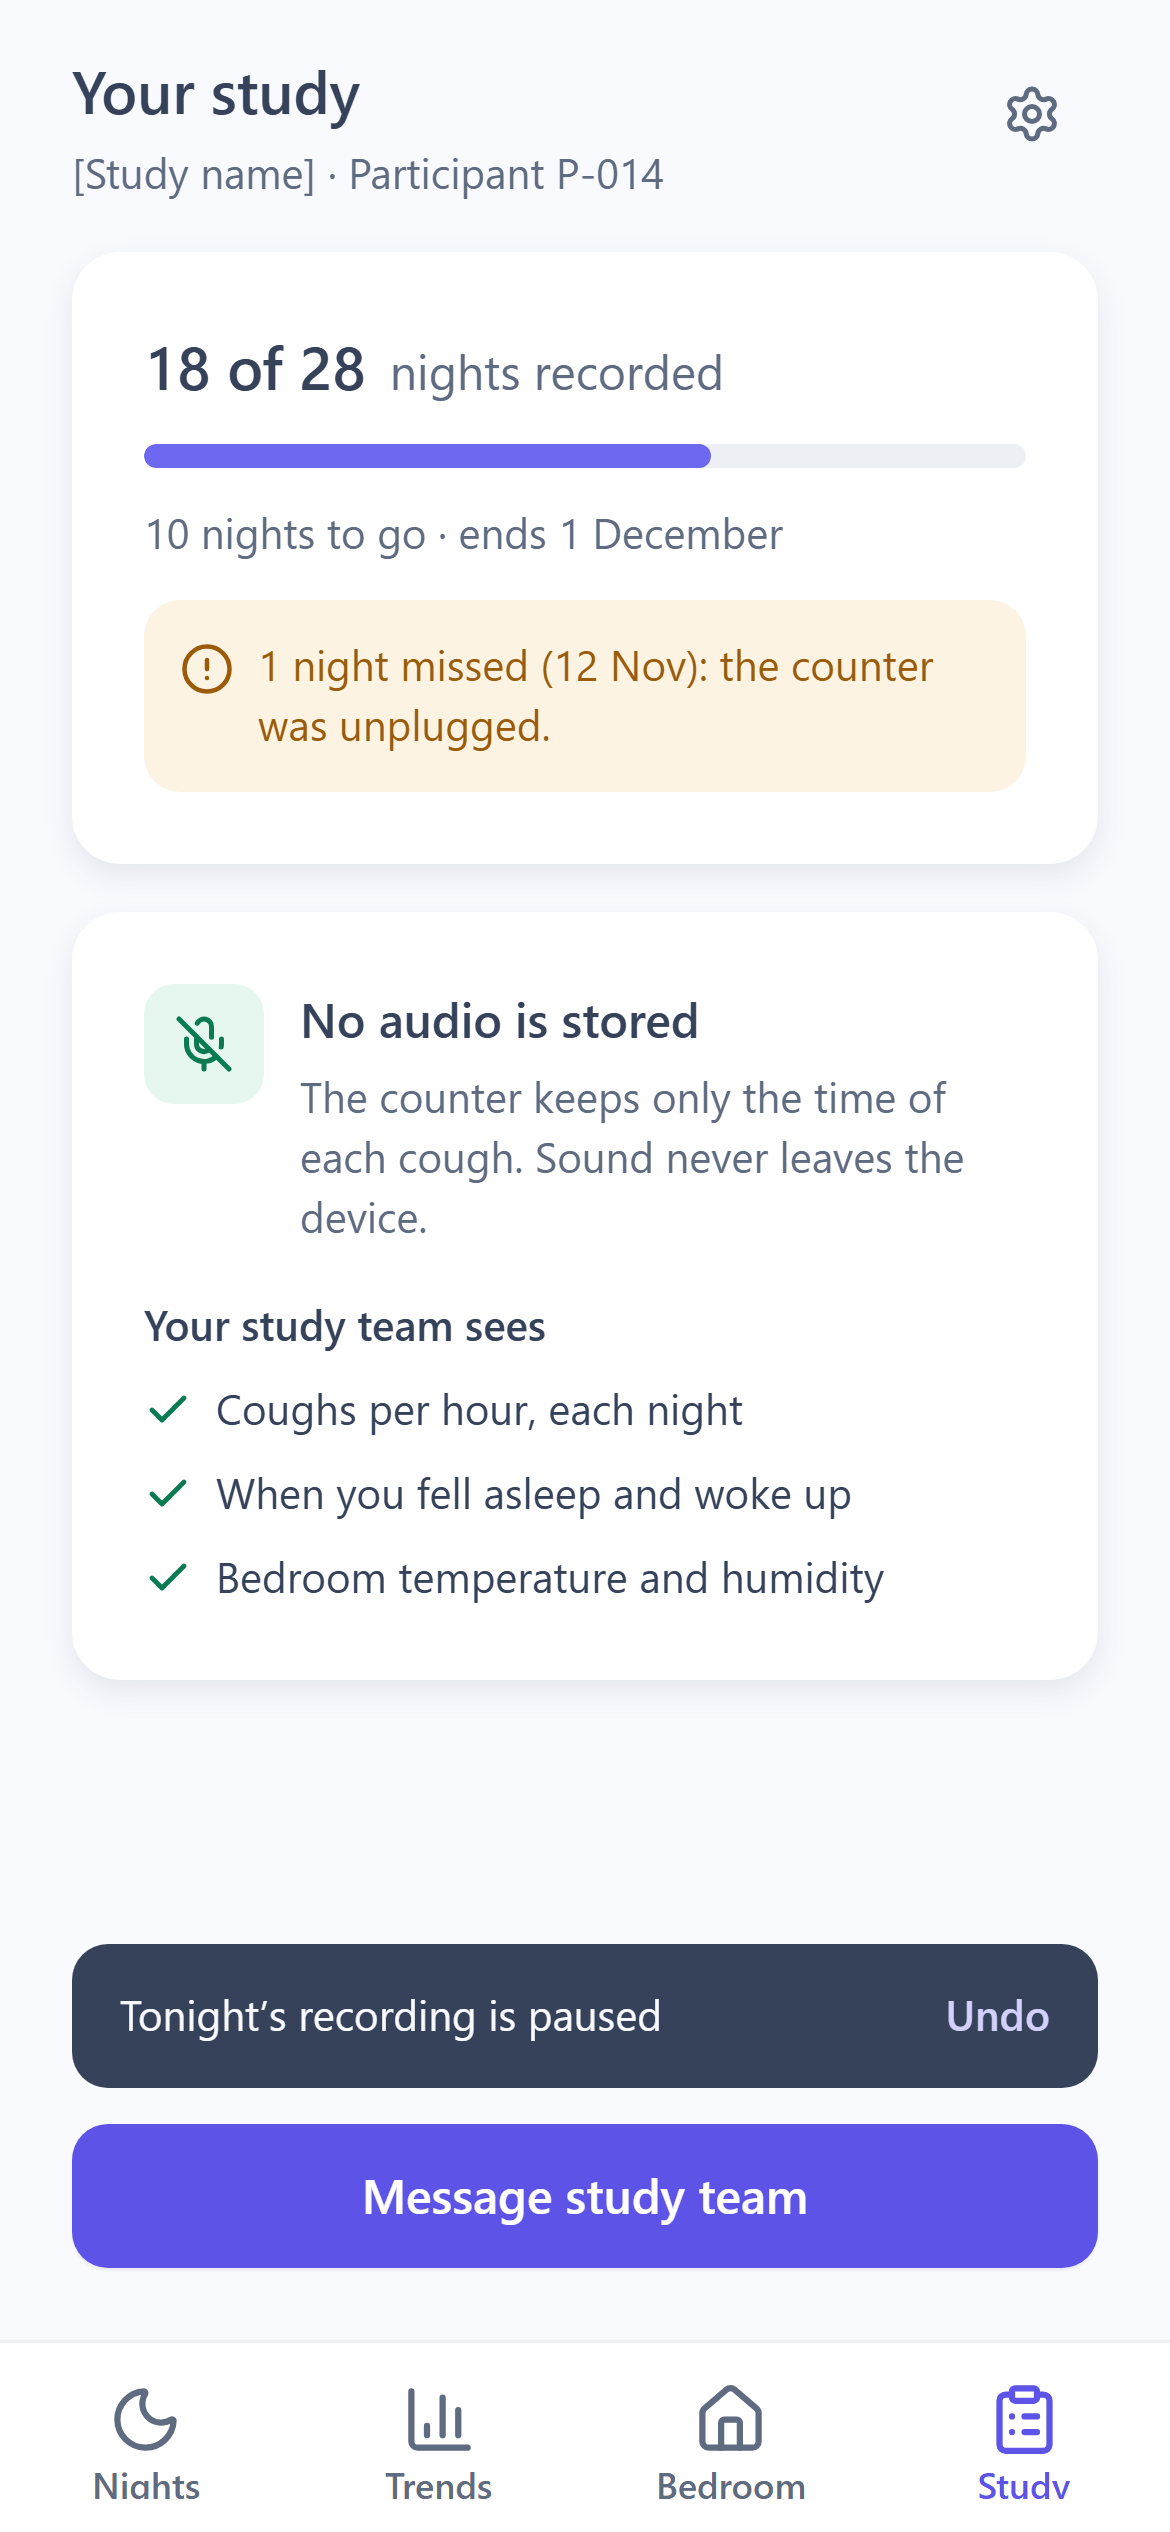 Your study
[Study name] · Participant P-014
18 of 28 nights recorded
10 nights to go · ends 1 December
1 night missed (12 Nov): the counter
was unplugged.
No audio is stored
The counter keeps only the time of
each cough. Sound never leaves the
device.
Your study team sees
Coughs per hour, each night
When you fell asleep and woke up
Bedroom temperature and humidity
Tonight’s recording is paused
Undo
Message study team
Nights
Trends
Bedroom
Study